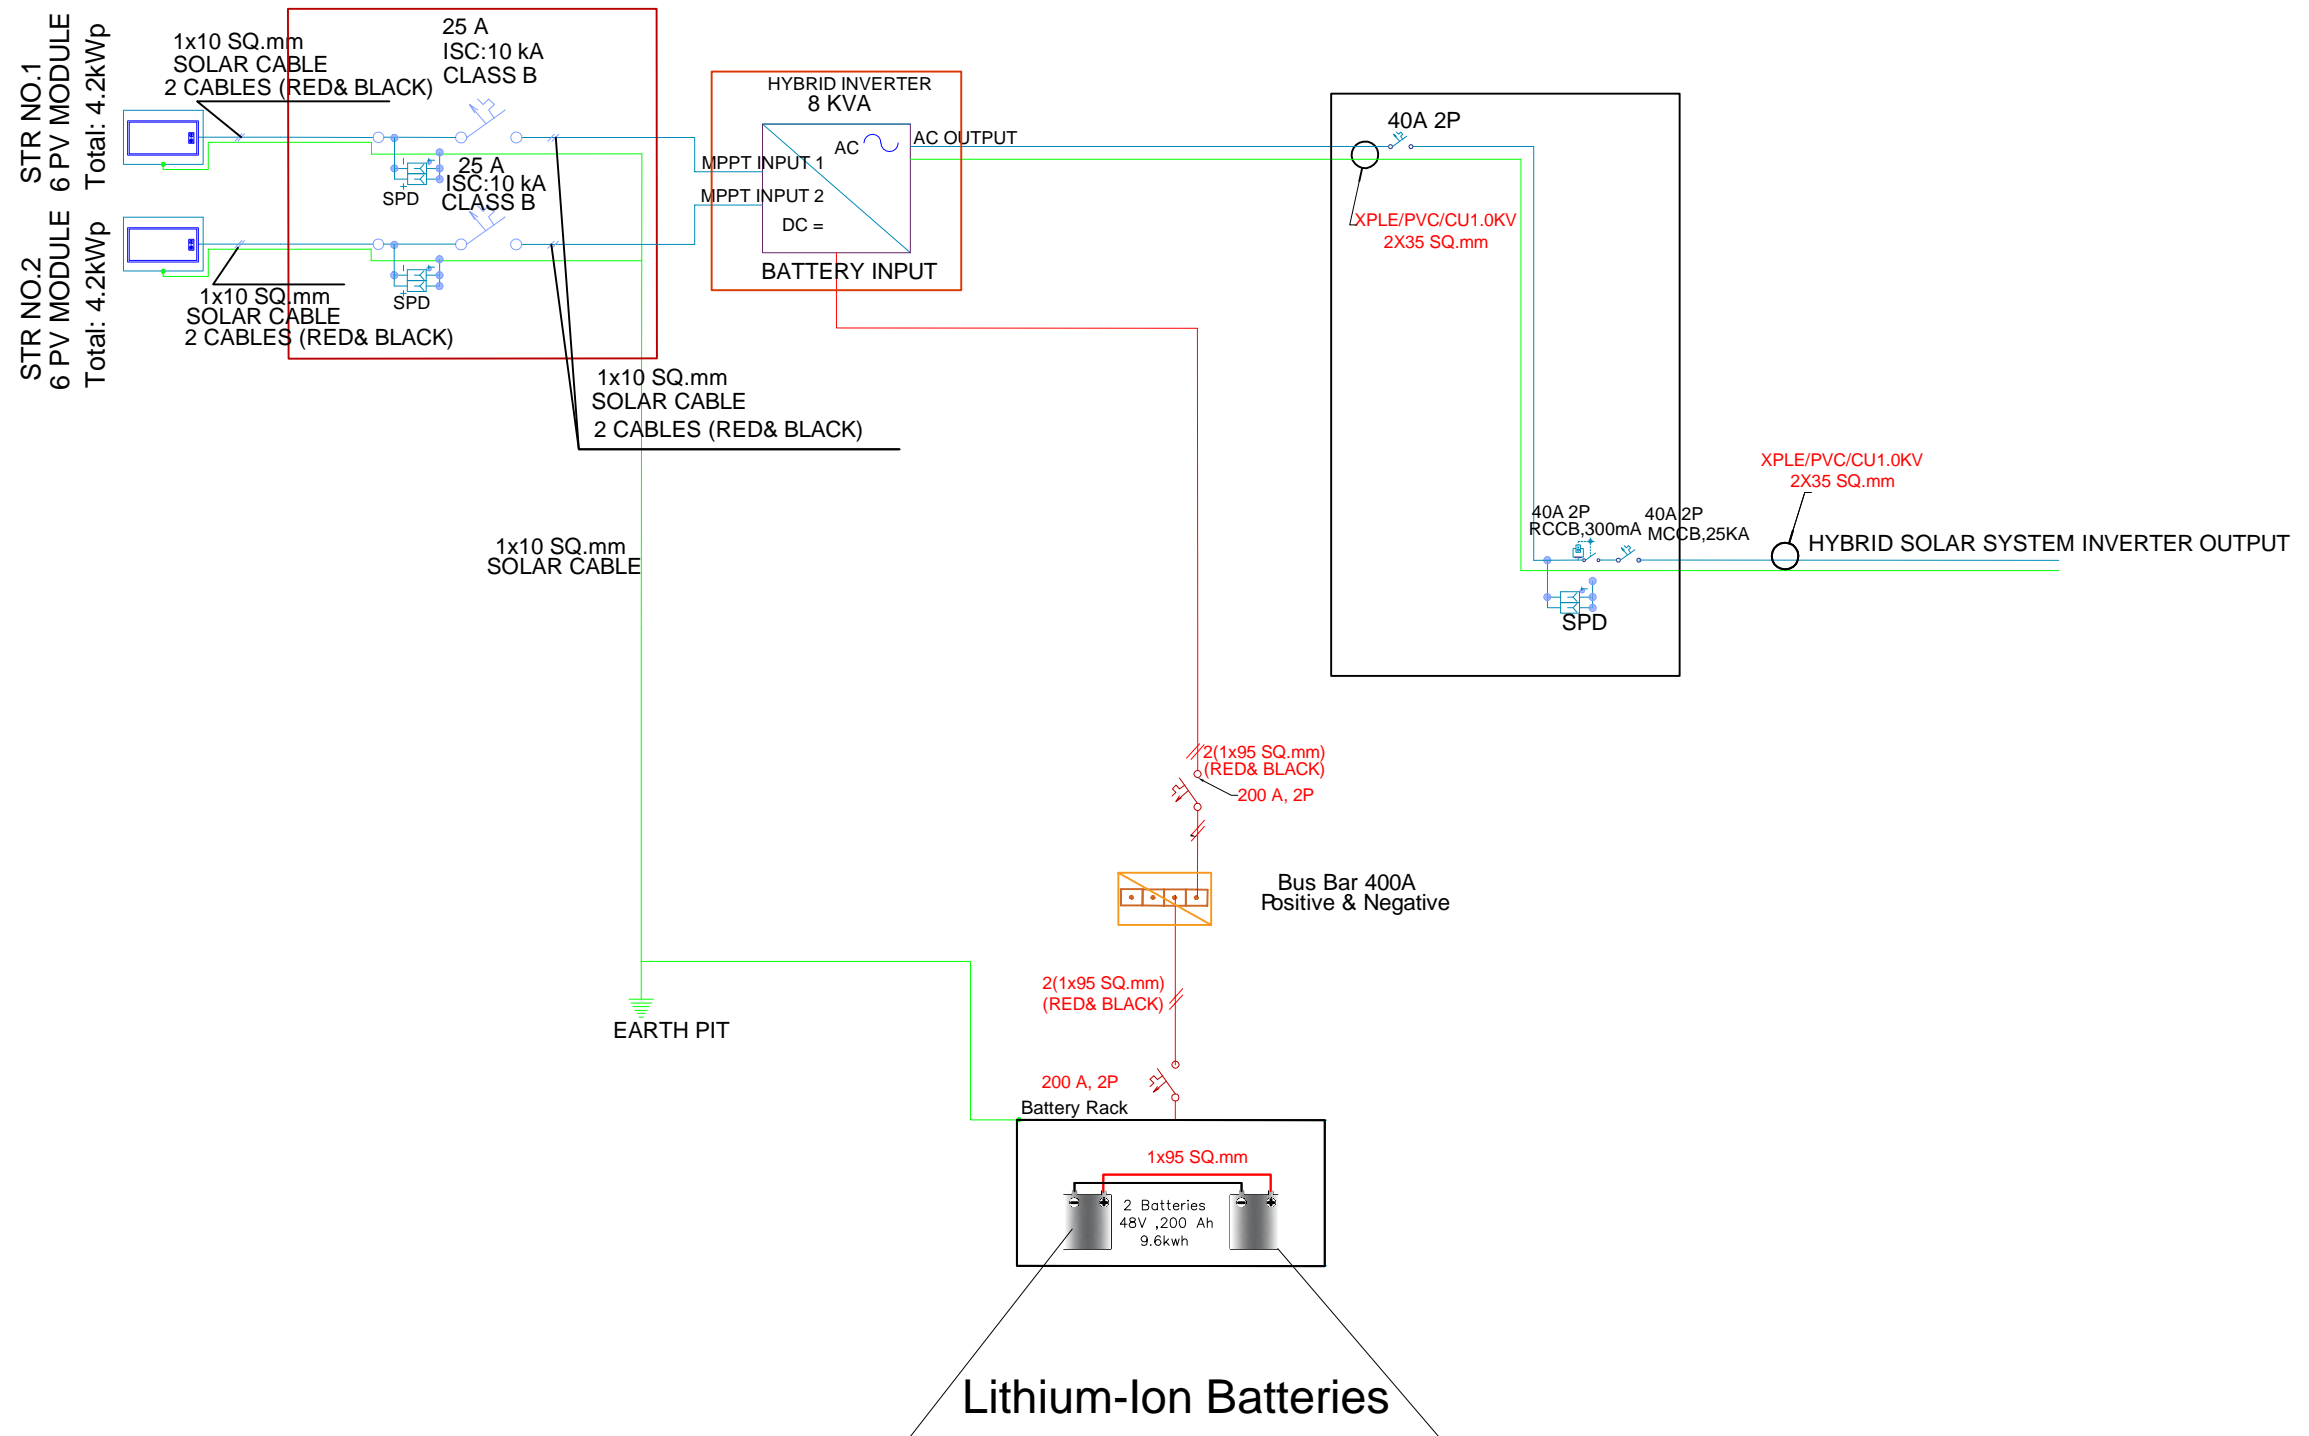 STR NO.1
6 PV MODULE
Total: 4.2kWp
1x10 SQ.mm
SOLAR CABLE
2 CABLES (RED& BLACK)
25 A
ISC:10 kA
CLASS B
SPD
25 A
ISC:10 kA
CLASS B
SPD
STR NO.2
6 PV MODULE
Total: 4.2kWp
1x10 SQ.mm
SOLAR CABLE
2 CABLES (RED& BLACK)
1x10 SQ.mm
SOLAR CABLE
2 CABLES (RED& BLACK)
HYBRID INVERTER
8 KVA
AC
AC OUTPUT
MPPT INPUT 1
MPPT INPUT 2
DC =
BATTERY INPUT
40A 2P
XPLE/PVC/CU1.0KV
2X35 SQ.mm
40A 2P
RCCB,300mA
40A 2P
MCCB,25KA
SPD
XPLE/PVC/CU1.0KV
2X35 SQ.mm
HYBRID SOLAR SYSTEM INVERTER OUTPUT
1x10 SQ.mm
SOLAR CABLE
2(1x95 SQ.mm)
(RED& BLACK)
200 A, 2P
Bus Bar 400A
Positive & Negative
2(1x95 SQ.mm)
(RED& BLACK)
EARTH PIT
200 A, 2P
Battery Rack
1x95 SQ.mm
2 Batteries
48V ,200 Ah
9.6kwh
Lithium-Ion Batteries